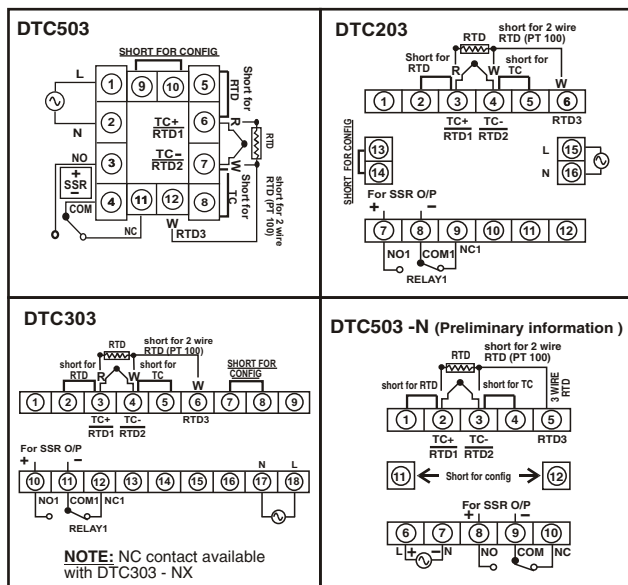 DTC503
SHORT FOR CONFIG
L
1
9
10
5
Short for
RTD
N
2
TC+
RTD1
6
R
RTD
NO
3
TC−
RTD2
7
W
+
SSR
−
COM
4
11
12
8
Short for
TC
short for 2 wire
RTD (PT 100)
NC
W
RTD3
DTC203
RTD
short for 2 wire
RTD (PT 100)
Short for
RTD
R
W
short for
TC
W
1
2
3
4
5
6
TC+
RTD1
TC-
RTD2
RTD3
SHORT FOR CONFIG
13
14
L
15
N
16
For SSR O/P
+
−
7
8
9
10
11
12
NO1
COM1
NC1
RELAY1
DTC303
RTD
short for 2 wire
RTD (PT 100)
short for
RTD
R
W
short for
TC
W
SHORT FOR
CONFIG
1
2
3
4
5
6
7
8
9
TC+
RTD1
TC-
RTD2
RTD3
For SSR O/P
+
−
N
L
10
11
12
13
14
15
16
17
18
NO1
COM1
NC1
RELAY1
NOTE: NC contact available
with DTC303 - NX
DTC503 -N (Preliminary information )
short for 2 wire
RTD (PT 100)
RTD
short for RTD
short for TC
3 WIRE
RTD
1
2
3
4
5
TC+
RTD1
TC-
RTD2
RTD3
11
Short for config
12
For SSR O/P
+
−
6
7
8
9
10
L
+
−
N
NO
COM
NC